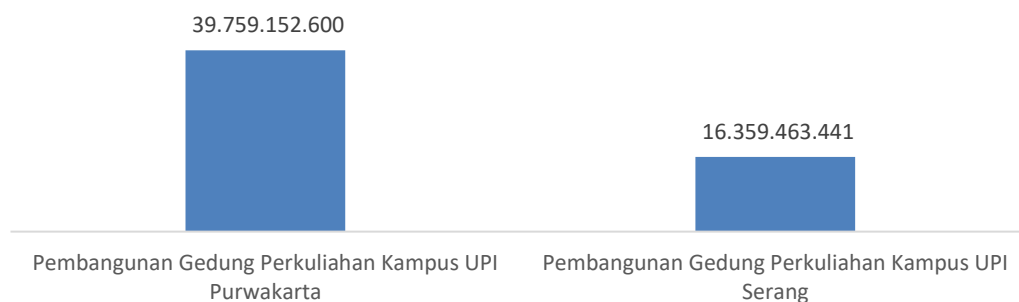 39.759.152.600
16.359.463.441
Pembangunan Gedung Perkuliahan Kampus UPI
Purwakarta
Pembangunan Gedung Perkuliahan Kampus UPI
Serang